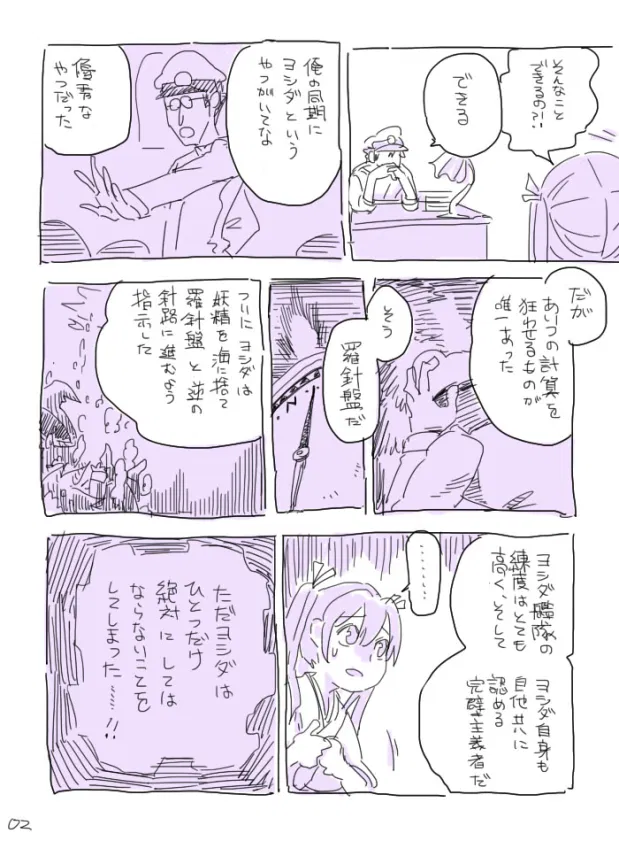 そんなこと
できるの?!
できる
俺の同期に
ヨシダという
やつがいてな
優秀な
やつだった
だが
あいつの計算を
狂わせるものが
唯一あった
そう
羅針盤だ
ついにヨシダは
妖精を海に捨て
羅針盤と逆の
針路に進むよう
指示した
ヨシダ艦隊の
練度はとても
高く、そして
ヨシダ自身も
自他共に
認める
完璧主義者だ
………
ただヨシダは
ひとつだけ
絶対にしては
ならないことを
してしまった……!!
02